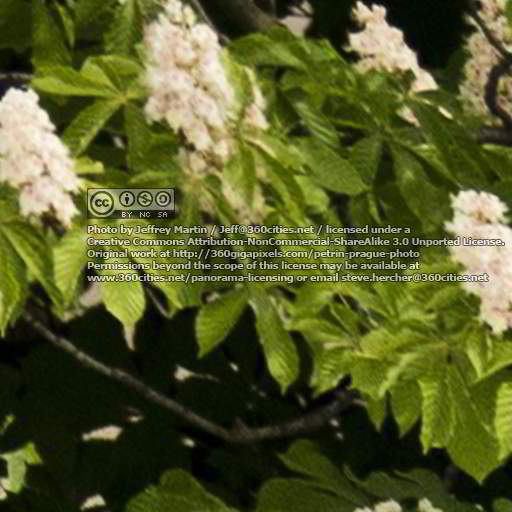 cc
BY NC SA
Photo by Jeffrey Martin / Jeff@360cities.net / licensed under a
Creative Commons Attribution-NonCommercial-ShareAlike 3.0 Unported License.
Original work at http://360gigapixels.com/petrin-prague-photo
Permissions beyond the scope of this license may be available at
www.360cities.net/panorama-licensing or email steve.hercher@360cities.net